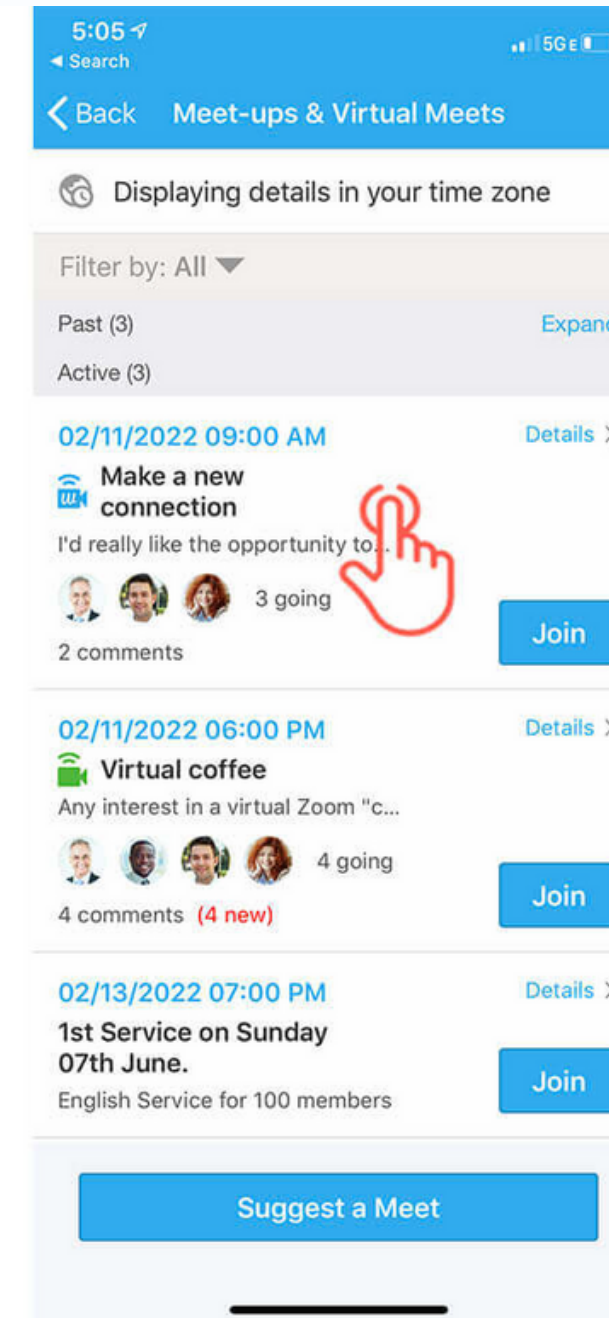 5:05
5G E
◄ Search
Back Meet-ups & Virtual Meets
Displaying details in your time zone
Filter by: All
Past (3) Expand
Active (3)
02/11/2022 09:00 AM Details
Make a new
connection
I'd really like the opportunity to...
3 going
2 comments
Join
02/11/2022 06:00 PM Details
Virtual coffee
Any interest in a virtual Zoom "c...
4 going
4 comments (4 new)
Join
02/13/2022 07:00 PM Details
1st Service on Sunday
07th June.
English Service for 100 members
Join
Suggest a Meet